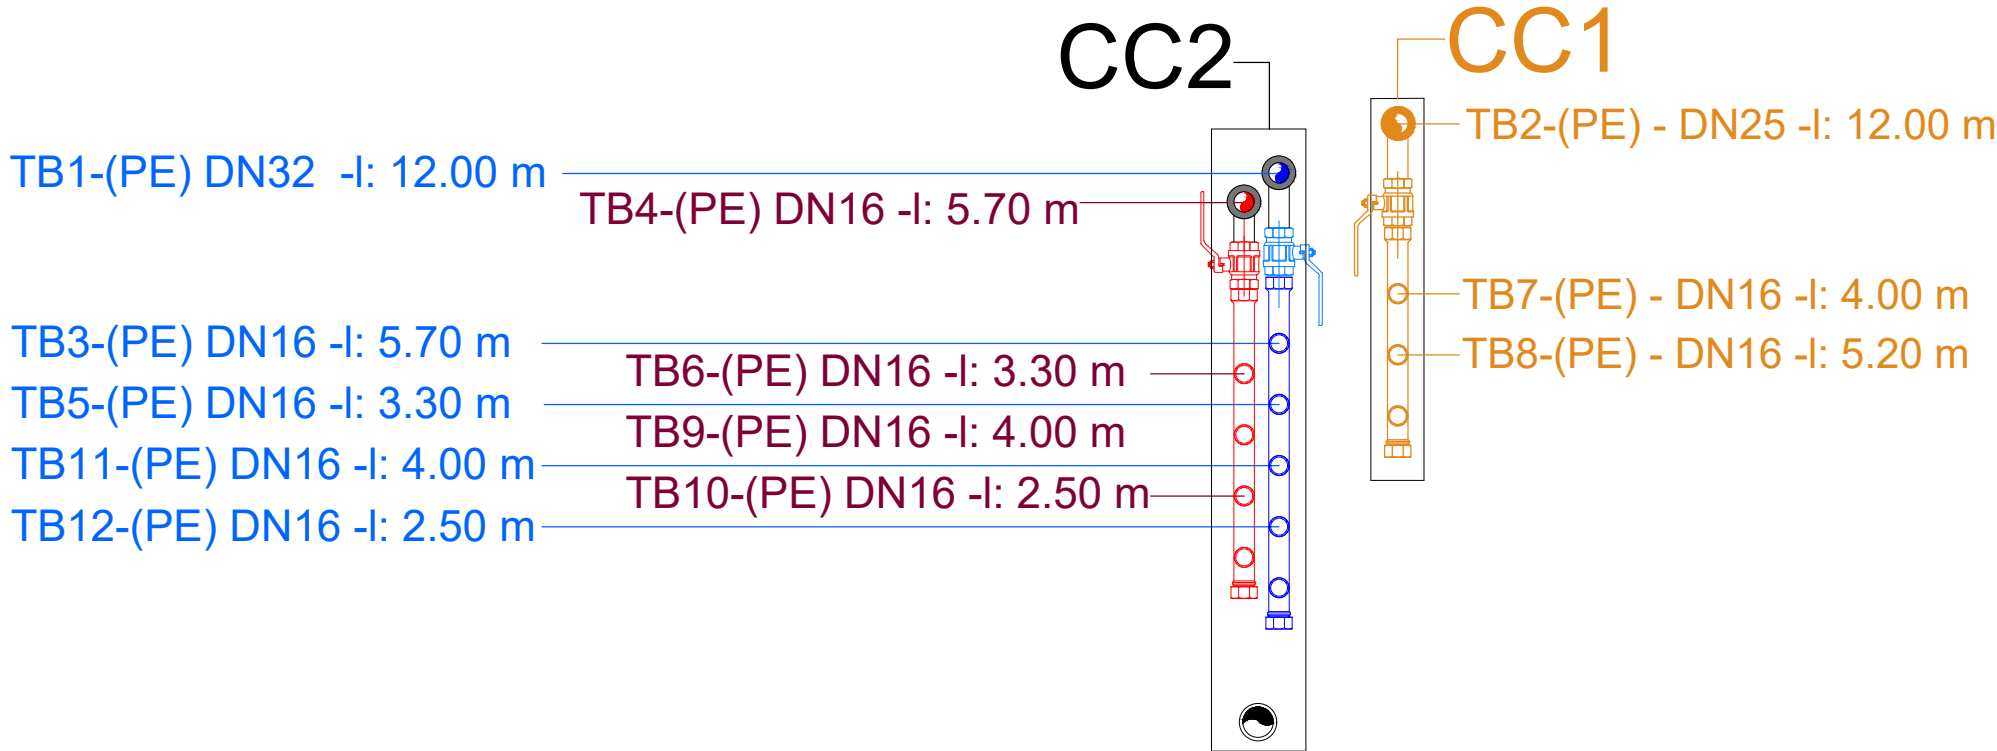 CC2
CC1
TB2-(PE) - DN25 -l: 12.00 m
TB1-(PE) DN32 -l: 12.00 m
TB4-(PE) DN16 -l: 5.70 m
TB7-(PE) - DN16 -l: 4.00 m
TB3-(PE) DN16 -l: 5.70 m
TB8-(PE) - DN16 -l: 5.20 m
TB6-(PE) DN16 -l: 3.30 m
TB5-(PE) DN16 -l: 3.30 m
TB9-(PE) DN16 -l: 4.00 m
TB11-(PE) DN16 -l: 4.00 m
TB10-(PE) DN16 -l: 2.50 m
TB12-(PE) DN16 -l: 2.50 m